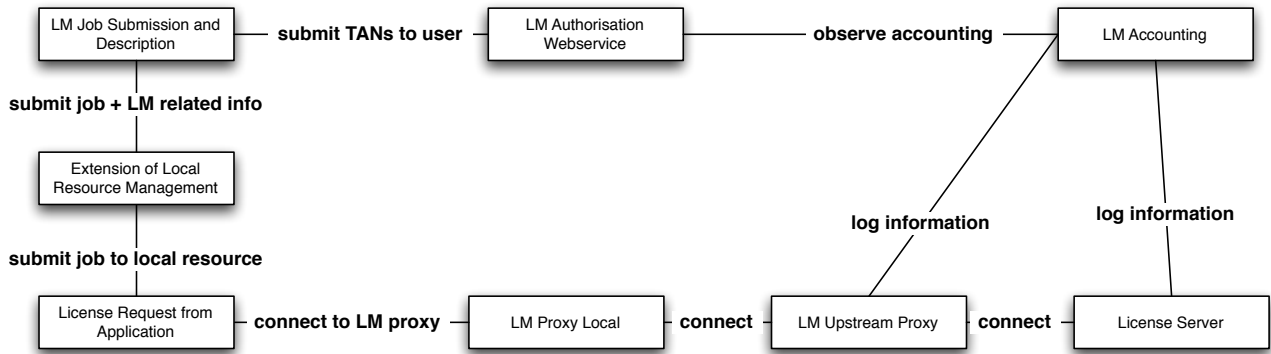 LM Job Submission and
Description
submit TANs to user
LM Authorisation
Webservice
observe accounting
LM Accounting
submit job + LM related info
Extension of Local
Resource Management
log information
log information
submit job to local resource
License Request from
Application
connect to LM proxy
LM Proxy Local
connect
LM Upstream Proxy
connect
License Server